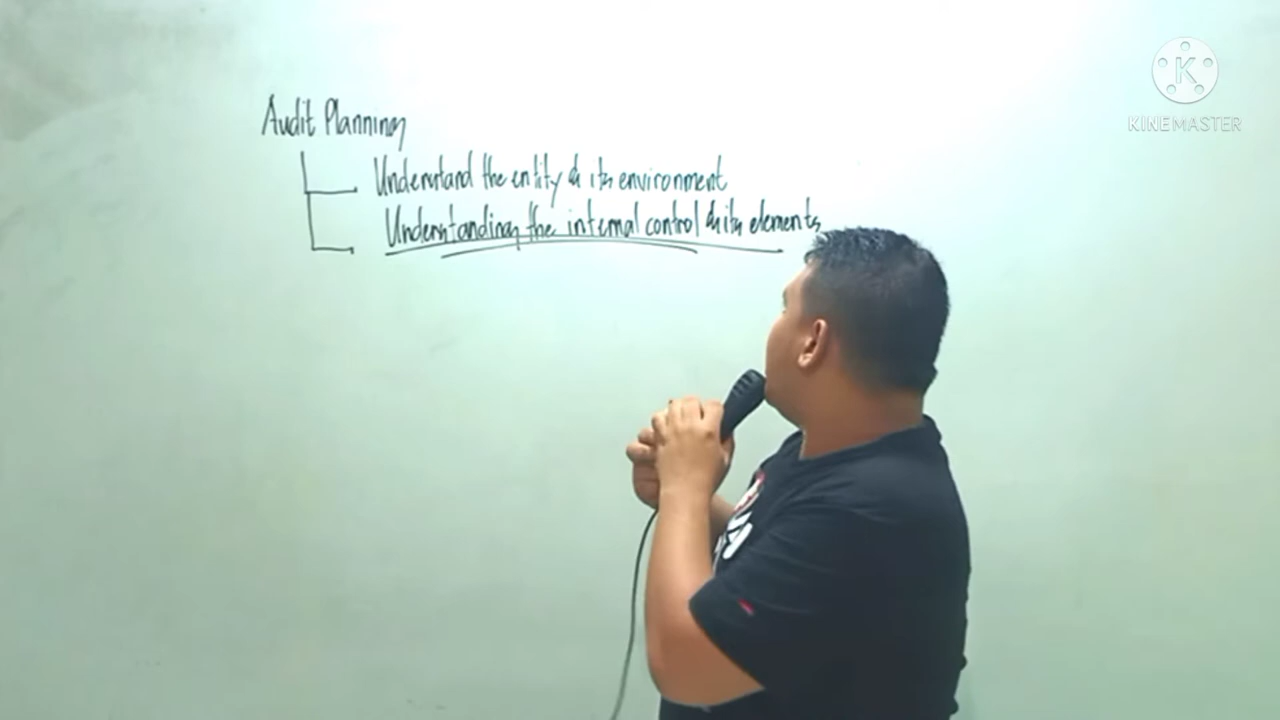 Audit Planning
Understand the entity & its environment
Understanding the internal control & its elements
K
KINEMASTER